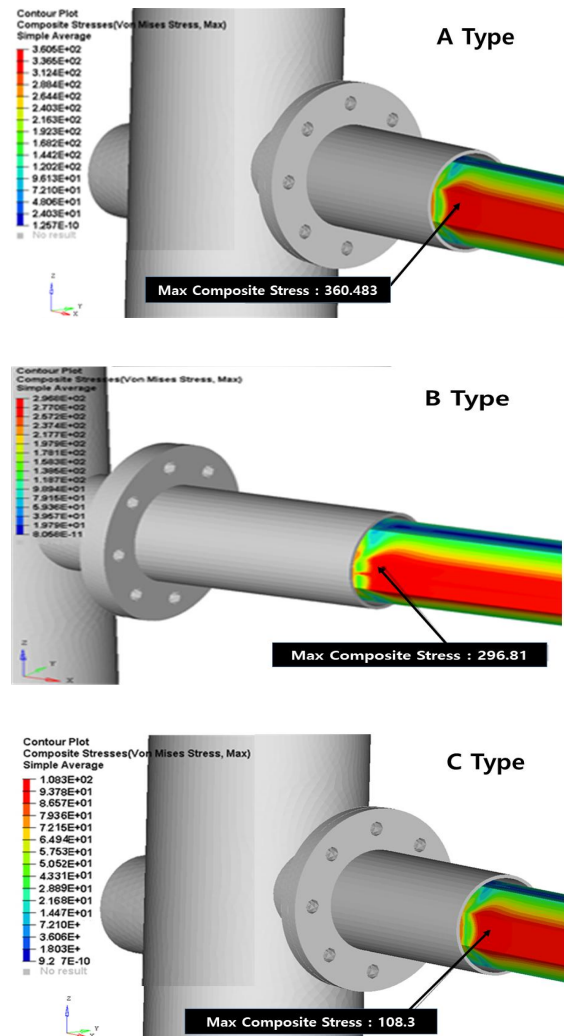 Contour Plot
Composite Stresses(Von Mises Stress, Max)
Simple Average
3.605E+02
3.365E+02
3.124E+02
2.884E+02
2.644E+02
2.403E+02
2.163E+02
1.923E+02
1.682E+02
1.442E+02
1.202E+02
9.613E+01
7.210E+01
4.806E+01
2.403E+01
1.257E-10
No result
A Type
Max Composite Stress : 360.483
Z
Y
X
Contour Plot
Composite Stresses(Von Mises Stress, Max)
Simple Average
2.968E+02
2.770E+02
2.572E+02
2.374E+02
2.177E+02
1.979E+02
1.781E+02
1.583E+02
1.385E+02
1.187E+02
9.894E+01
7.915E+01
5.936E+01
3.957E+01
1.979E+01
8.058E-11
B Type
Max Composite Stress : 296.81
Z
Y
X
Contour Plot
Composite Stresses(Von Mises Stress, Max)
Simple Average
1.083E+02
9.378E+01
8.657E+01
7.936E+01
7.215E+01
6.494E+01
5.753E+01
5.052E+01
4.331E+01
2.889E+01
2.168E+01
1.447E+01
7.210E+
3.606E+
1.803E+
9.2 7E-10
No result
C Type
Max Composite Stress : 108.3
Z
Y
X